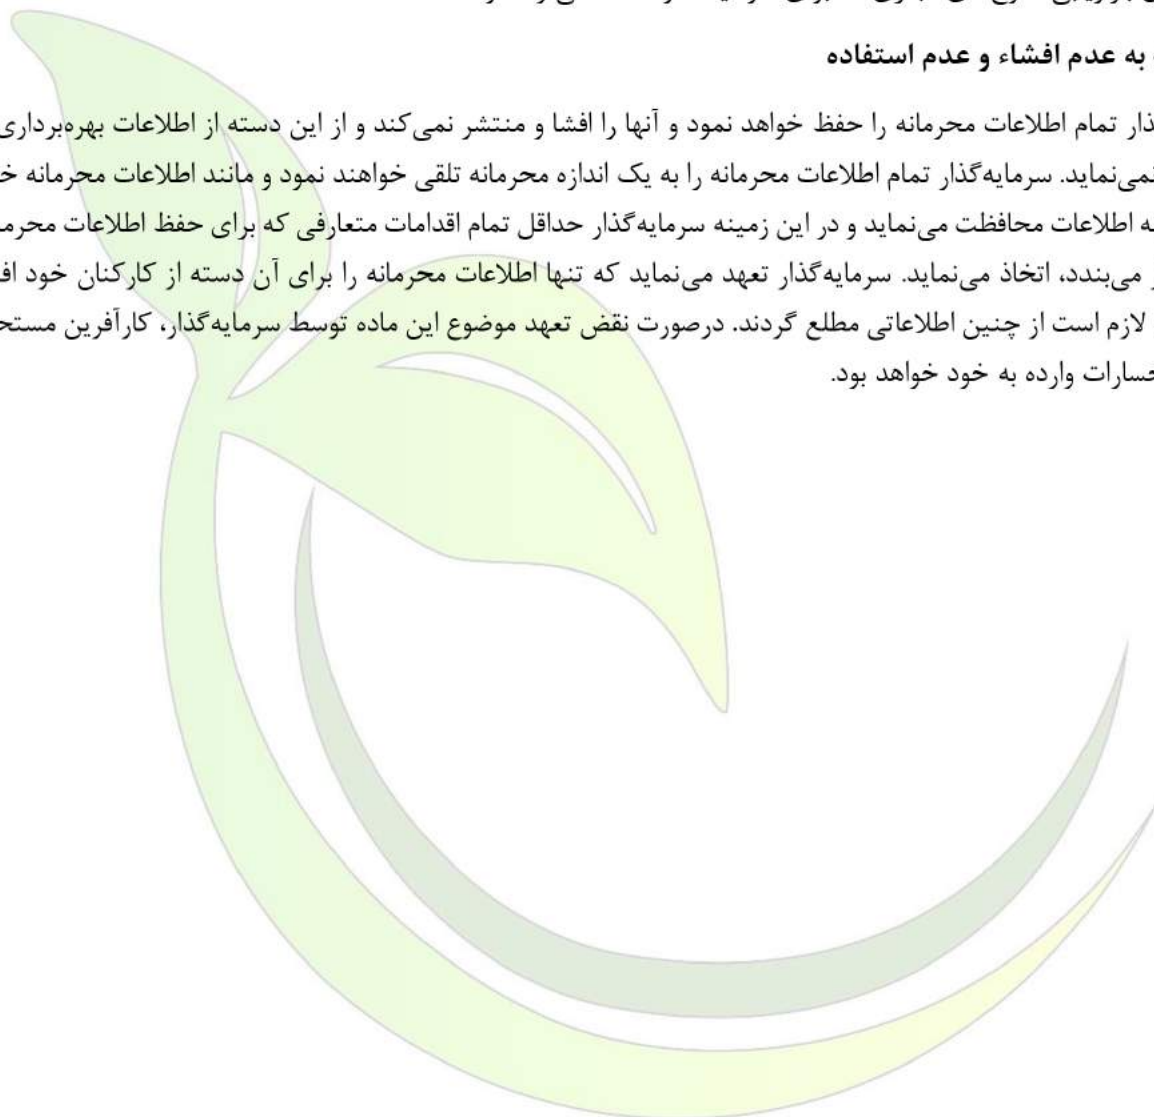 به عدم افشاء و عدم استفاده
تمام اطلاعات محرمانه را حفظ خواهد نمود و آنها را افشا و منتشر نمی‌کند و از این دسته از اطلاعات بهره‌برداری
نمی‌نماید. سرمایه‌گذار تمام اطلاعات محرمانه را به یک اندازه محرمانه تلقی خواهند نمود و مانند اطلاعات محرمانه
اطلاعات محافظت می‌نماید و در این زمینه سرمایه‌گذار حداقل تمام اقدامات متعارفی که برای حفظ اطلاعات
می‌بندد، اتخاذ می‌نماید. سرمایه‌گذار تعهد می‌نماید که تنها اطلاعات محرمانه را برای آن دسته از کارکنان خود
لازم است از چنین اطلاعاتی مطلع گردند. درصورت نقض تعهد موضوع این ماده توسط سرمایه‌گذار، کارآفرین
وارده به خود خواهد بود.